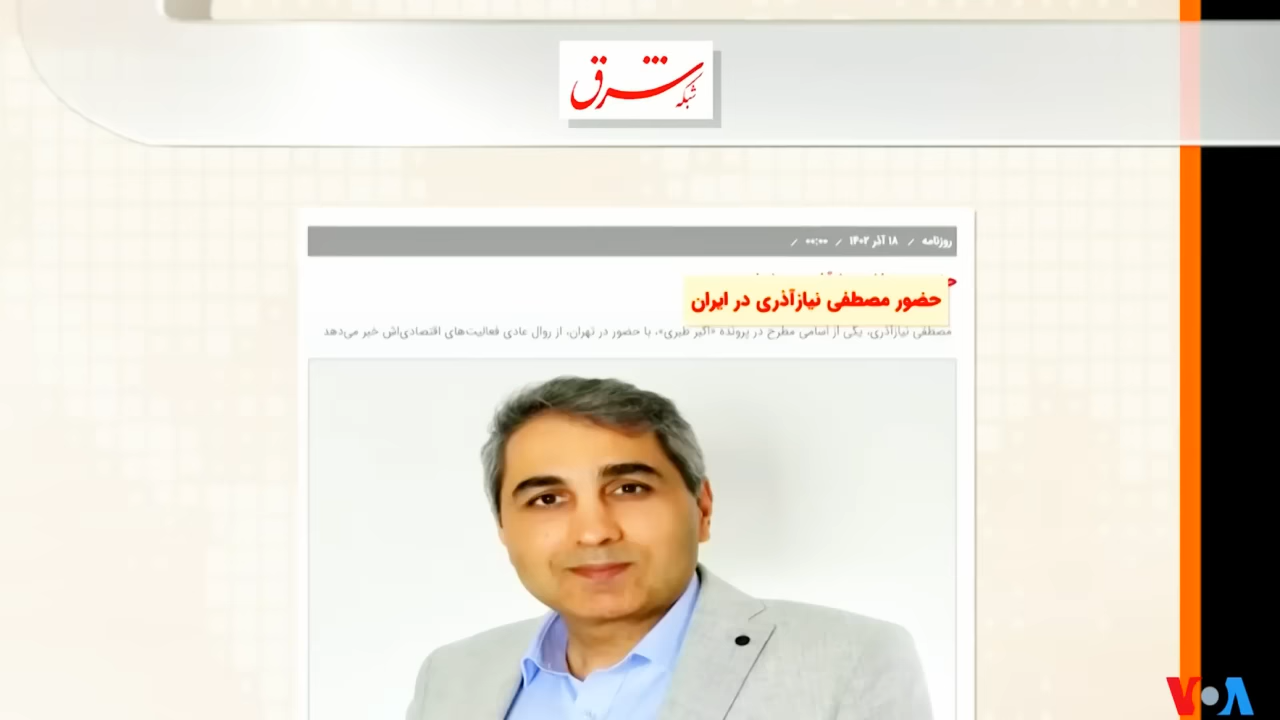 شبکه شرق
روزنامه / ۱۸ آذر ۱۴۰۲ / ۰۰:۰۰ /
حضور مصطفی نیازآذری در ایران
مصطفی نیازآذری، یکی از اسامی مطرح در پرونده «اکبر طبری»، با حضور در تهران، از روال عادی فعالیت‌های اقتصادی‌اش خبر می‌دهد
VOA